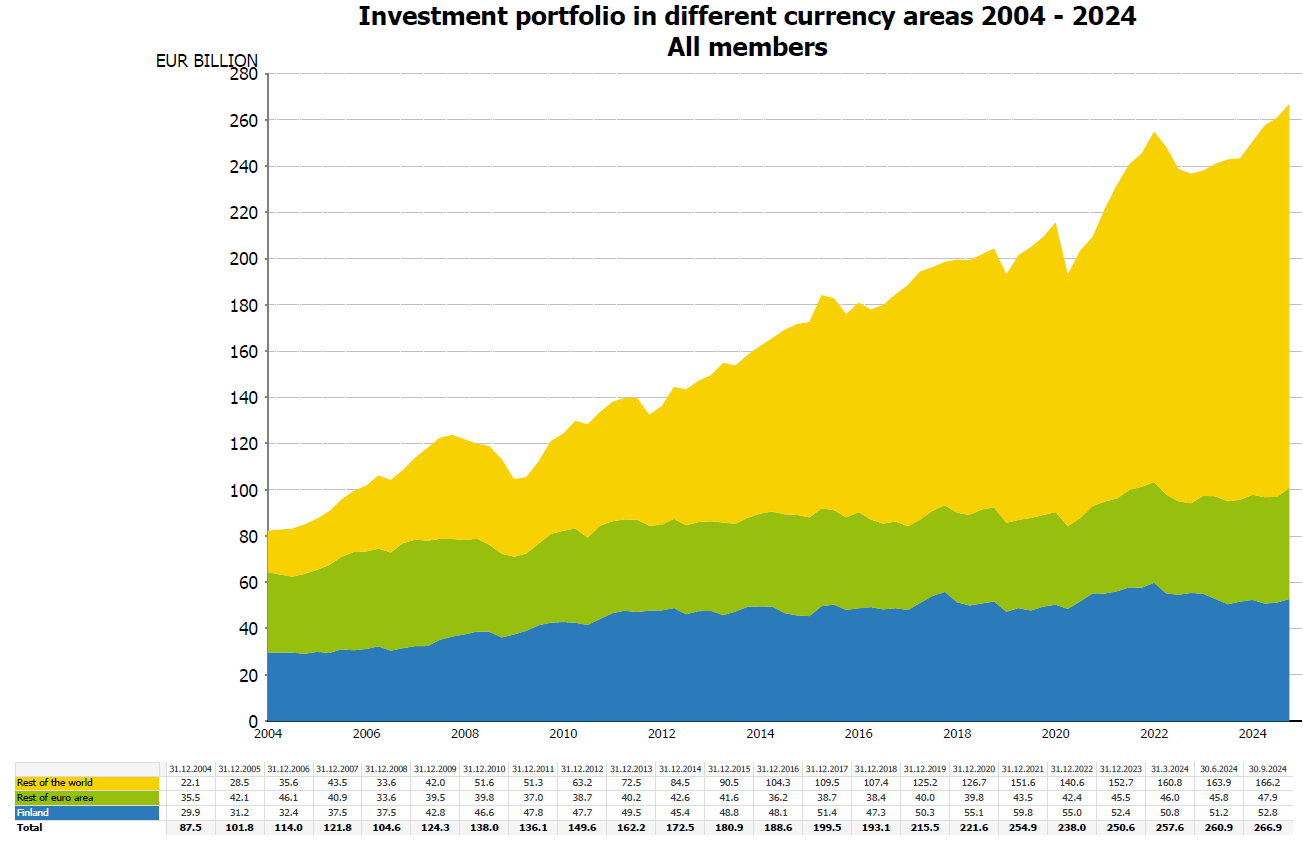 Investment portfolio in different currency areas 2004 - 2024
All members
EUR BILLION
280
260
240
220
200
180
160
140
120
100
80
60
40
20
0
2004 2006 2008 2010 2012 2014 2016 2018 2020 2022 2024
31.12.2004 31.12.2005 31.12.2006 31.12.2007 31.12.2008 31.12.2009 31.12.2010 31.12.2011 31.12.2012 31.12.2013 31.12.2014 31.12.2015 31.12.2016 31.12.2017 31.12.2018 31.12.2019 31.12.2020 31.12.2021 31.12.2022 31.12.2023 31.3.2024 30.6.2024 30.9.2024
Rest of the world 22.1 28.5 35.6 43.5 33.6 42.0 51.6 51.3 63.2 72.5 84.5 90.5 104.3 109.5 107.4 125.2 126.7 151.6 140.6 152.7 160.8 163.9 166.2
Rest of euro area 35.5 42.1 46.1 40.9 33.6 39.5 39.8 37.0 38.7 40.2 42.6 41.6 36.2 38.7 38.4 40.0 39.8 43.5 42.4 45.5 46.0 45.8 47.9
Finland 29.9 31.2 32.4 37.5 37.5 42.8 46.6 47.8 47.7 49.5 45.4 48.8 48.1 51.4 47.3 50.3 55.1 59.8 55.0 52.4 50.8 51.2 52.8
Total 87.5 101.8 114.0 121.8 104.6 124.3 138.0 136.1 149.6 162.2 172.5 180.9 188.6 199.5 193.1 215.5 221.6 254.9 238.0 250.6 257.6 260.9 266.9